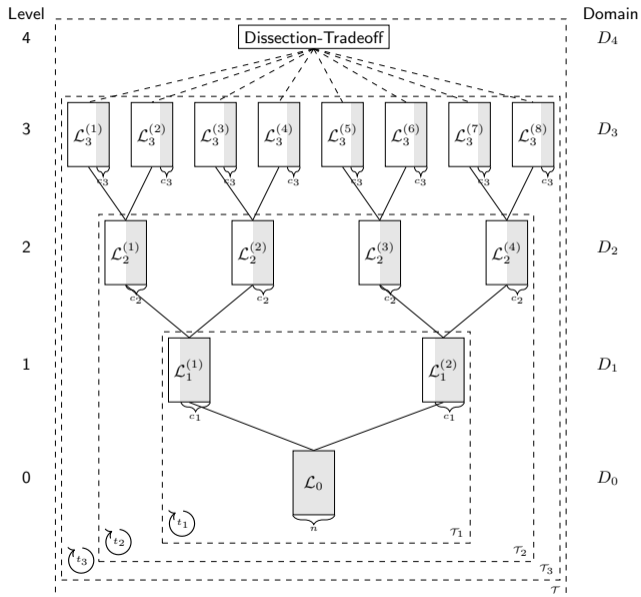 Level Domain
4 Dissection-Tradeoff D₄
3 ℒ₃⁽¹⁾ ℒ₃⁽²⁾ ℒ₃⁽³⁾ ℒ₃⁽⁴⁾ ℒ₃⁽⁵⁾ ℒ₃⁽⁶⁾ ℒ₃⁽⁷⁾ ℒ₃⁽⁸⁾ D₃
c₃ c₃ c₃ c₃ c₃ c₃ c₃ c₃
2 ℒ₂⁽¹⁾ ℒ₂⁽²⁾ ℒ₂⁽³⁾ ℒ₂⁽⁴⁾ D₂
c₂ c₂ c₂ c₂
1 ℒ₁⁽¹⁾ ℒ₁⁽²⁾ D₁
c₁ c₁
0 ℒ₀ D₀
n
t₁ τ₁
t₂ τ₂
t₃ τ₃
τ